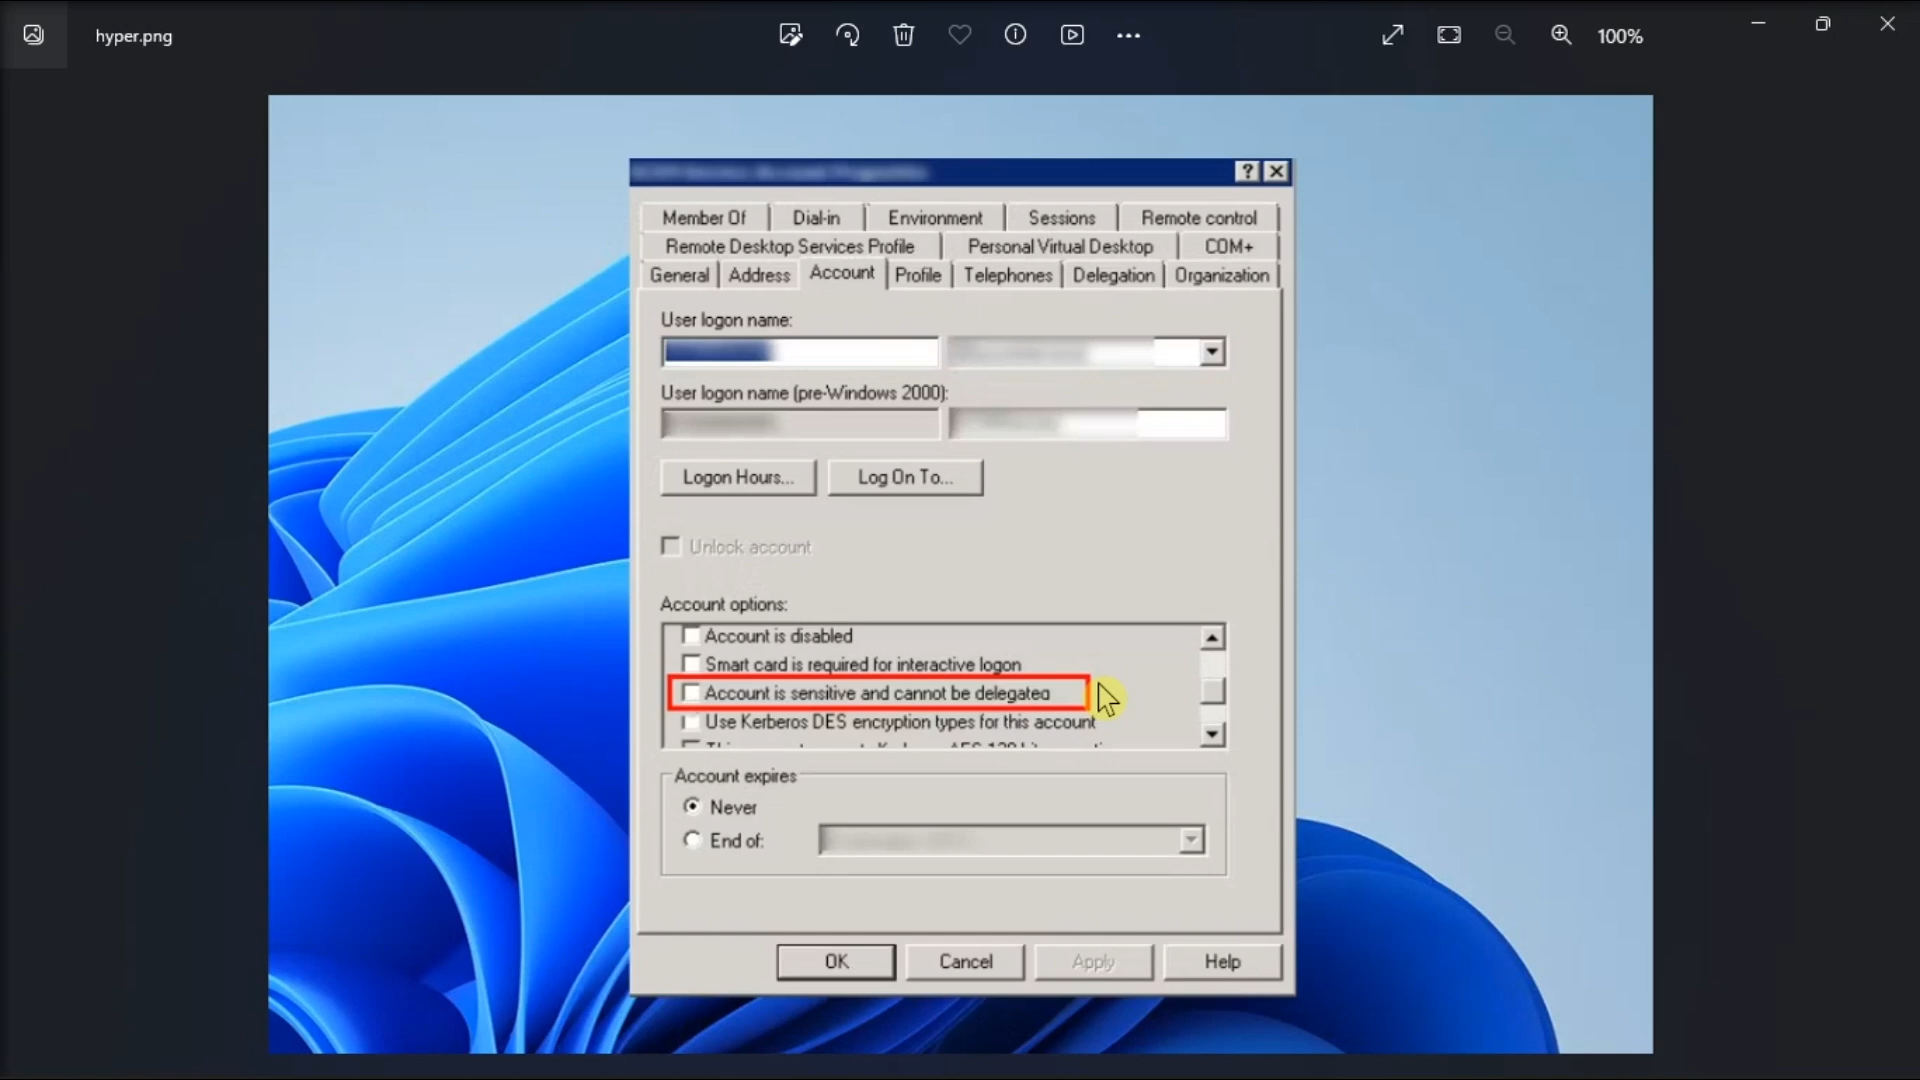 hyper.png
100%
Member Of Dial-in Environment Sessions Remote control
Remote Desktop Services Profile Personal Virtual Desktop COM+
General Address Account Profile Telephones Delegation Organization
User logon name:
User logon name (pre-Windows 2000):
Logon Hours... Log On To...
Unlock account
Account options:
Account is disabled
Smart card is required for interactive logon
Account is sensitive and cannot be delegated
Use Kerberos DES encryption types for this account
Account expires
Never
End of:
OK Cancel Apply Help